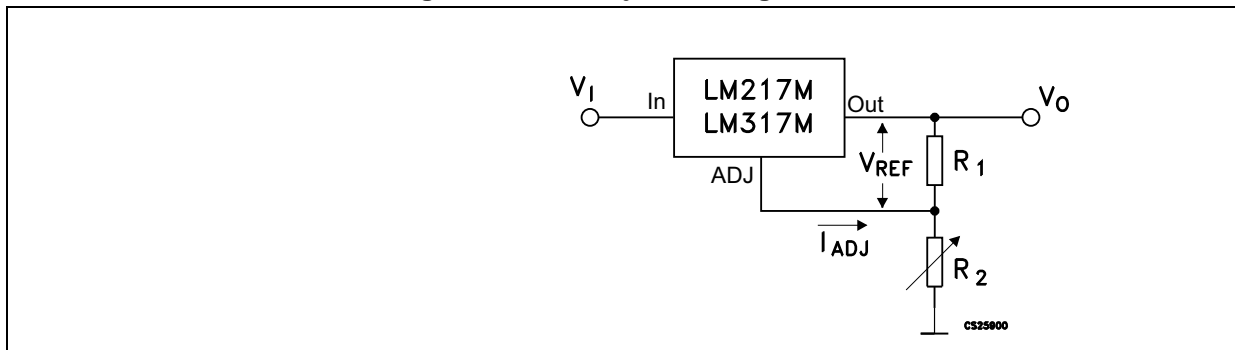 V_I
In
LM217M
LM317M
Out
V_O
ADJ
V_REF
R_1
I_ADJ
R_2
CS25900